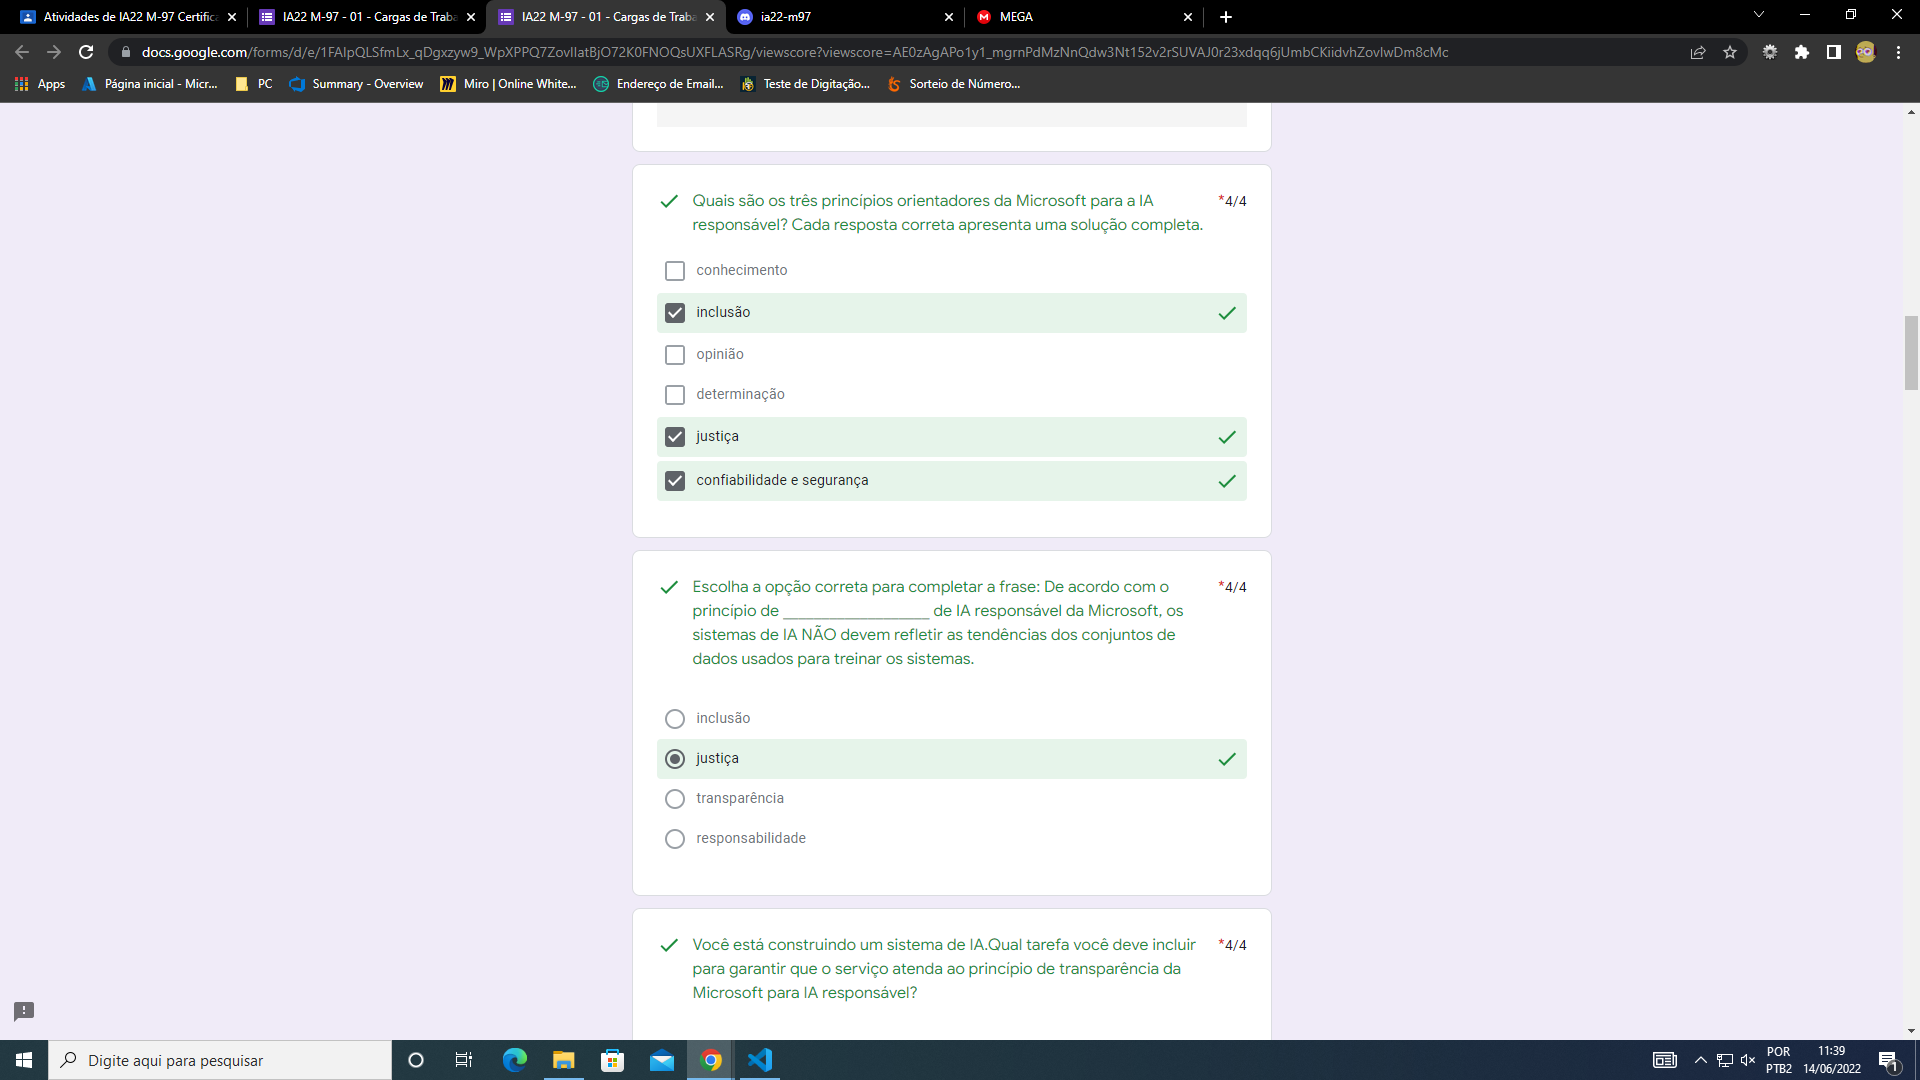 Atividades de IA22 M-97 Certifica
IA22 M-97 - 01 - Cargas de Traba
IA22 M-97 - 01 - Cargas de Traba
ia22-m97
MEGA
docs.google.com/forms/d/e/1FAIpQLSfmLx_qDgxzyw9_WpXPPQ7ZovIIatBjO72K0FNOQsUXFLASRg/viewscore?viewscore=AE0zAgAPo1y1_mgrnPdMzNnQdw3Nt152v2rSUVAJ0r23xdqq6jUmbCKiidvhZovIwDm8cMc
Apps
Página inicial - Micr...
PC
Summary - Overview
Miro | Online White...
Endereço de Email...
Teste de Digitação...
Sorteio de Número...
Quais são os três princípios orientadores da Microsoft para a IA
responsável? Cada resposta correta apresenta uma solução completa.
*4/4
conhecimento
inclusão
opinião
determinação
justiça
confiabilidade e segurança
Escolha a opção correta para completar a frase: De acordo com o
princípio de __________________ de IA responsável da Microsoft, os
sistemas de IA NÃO devem refletir as tendências dos conjuntos de
dados usados para treinar os sistemas.
*4/4
inclusão
justiça
transparência
responsabilidade
Você está construindo um sistema de IA.Qual tarefa você deve incluir
para garantir que o serviço atenda ao princípio de transparência da
Microsoft para IA responsável?
*4/4
Digite aqui para pesquisar
POR
PTB2
11:39
14/06/2022
1